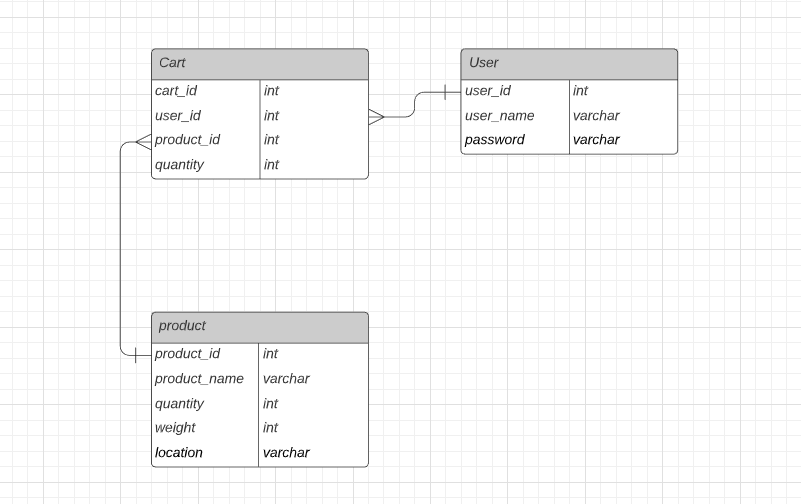 Cart
cart_id int
user_id int
product_id int
quantity int
User
user_id int
user_name varchar
password varchar
product
product_id int
product_name varchar
quantity int
weight int
location varchar